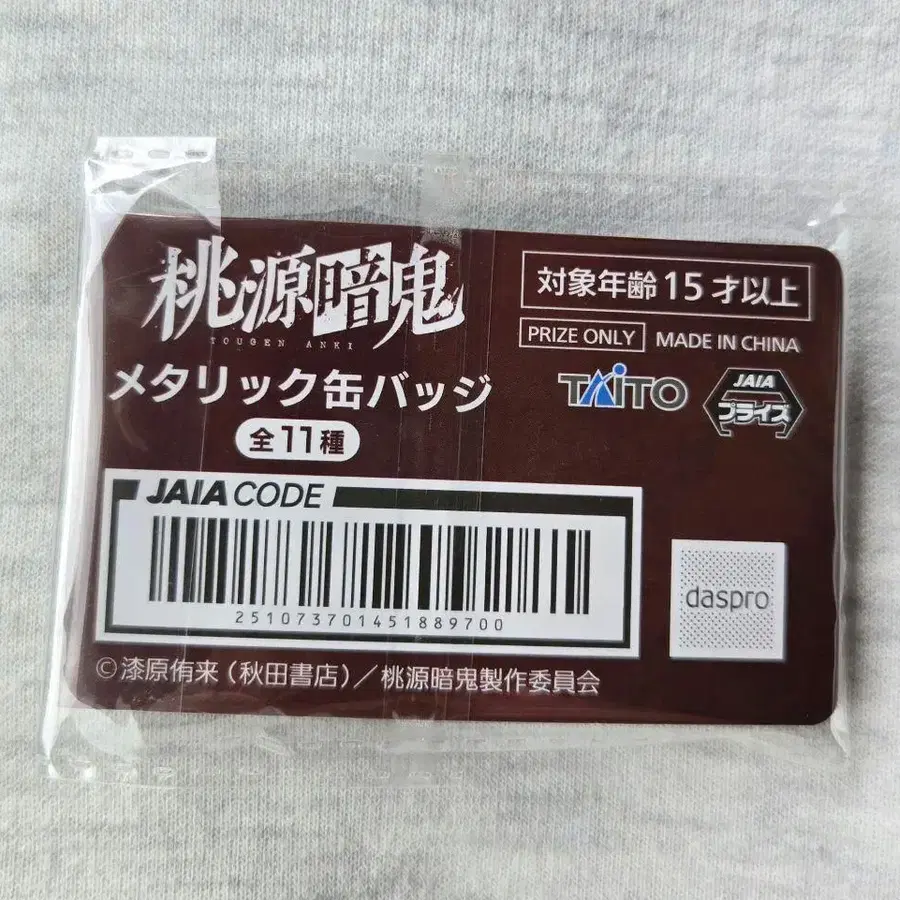 桃源暗鬼
TOUGEN ANKI
メタリック缶バッジ
全11種
対象年齢 15 才以上
PRIZE ONLY MADE IN CHINA
TAITO
JAIA
プライズ
JAIA CODE
2510737014518897​00
daspro
©漆原侑来(秋田書店)/桃源暗鬼製作委員会